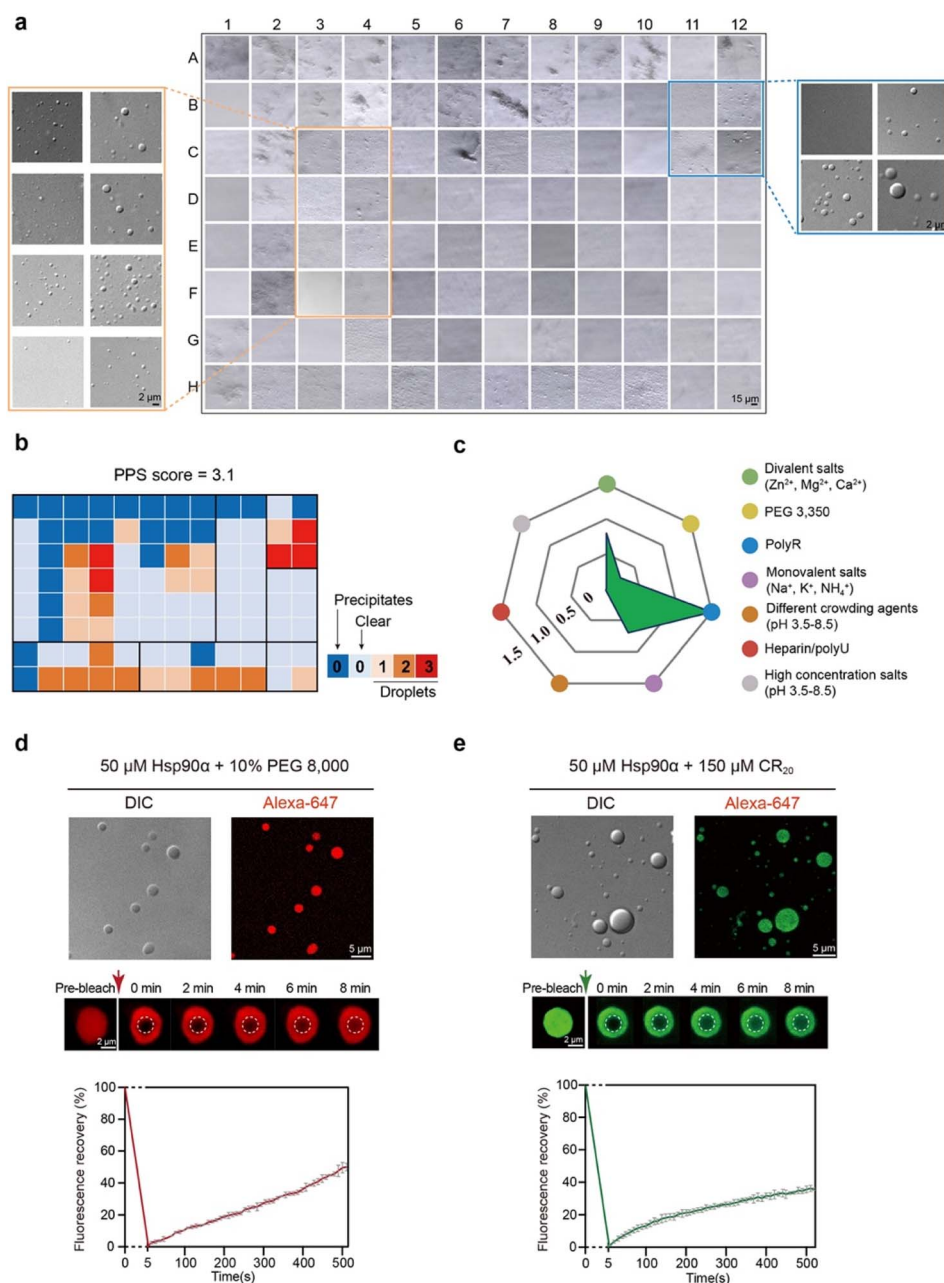 a
1 2 3 4 5 6 7 8 9 10 11 12
A
B
C
D
E
F
G
H
2 μm
15 μm
2 μm
b
PPS score = 3.1
Precipitates
Clear
0 0 1 2 3
Droplets
c
0
0.5
1.0
1.5
Divalent salts
(Zn²⁺, Mg²⁺, Ca²⁺)
PEG 3,350
PolyR
Monovalent salts
(Na⁺, K⁺, NH₄⁺)
Different crowding agents
(pH 3.5-8.5)
Heparin/polyU
High concentration salts
(pH 3.5-8.5)
d
50 μM Hsp90α + 10% PEG 8,000
DIC Alexa-647
5 μm
Pre-bleach 0 min 2 min 4 min 6 min 8 min
2 μm
Fluorescence recovery (%)
100
80
60
40
20
0
0 5 100 200 300 400 500
Time(s)
e
50 μM Hsp90α + 150 μM CR₂₀
DIC Alexa-647
5 μm
Pre-bleach 0 min 2 min 4 min 6 min 8 min
2 μm
Fluorescence recovery (%)
100
80
60
40
20
0
0 5 100 200 300 400 500
Time(s)